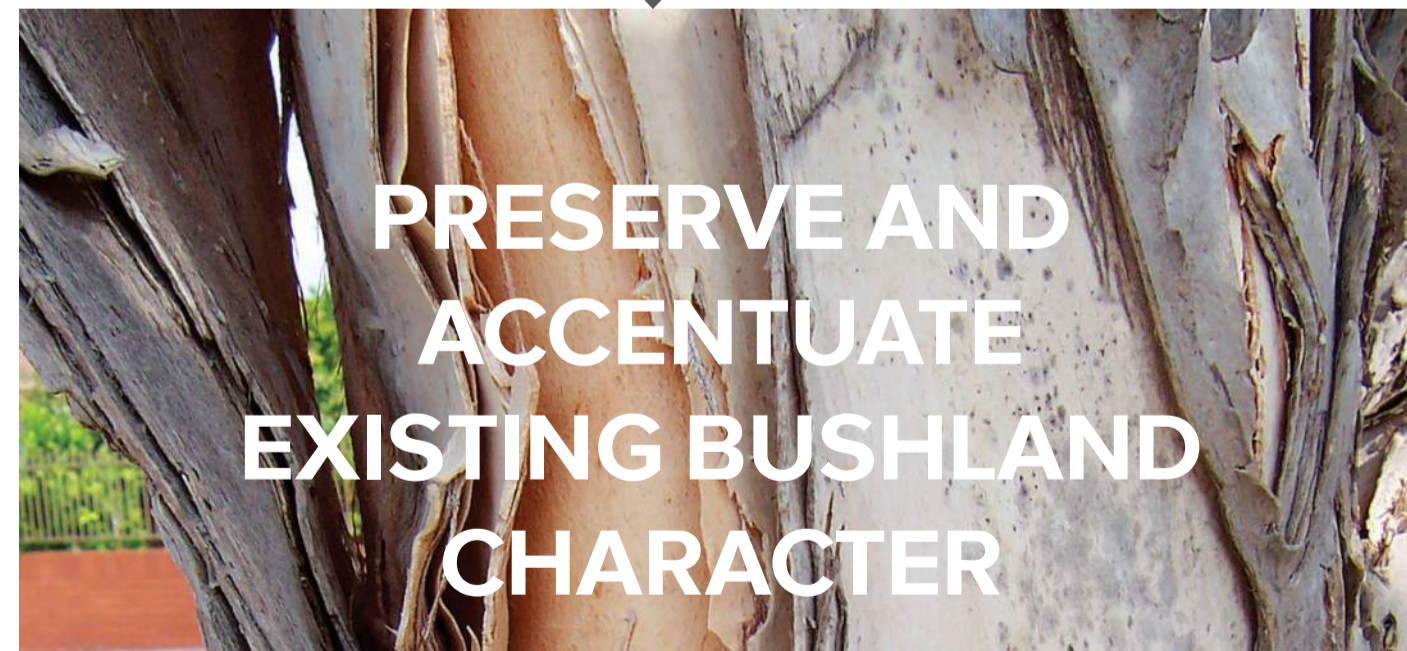 PRESERVE AND
ACCENTUATE
EXISTING BUSHLAND
CHARACTER